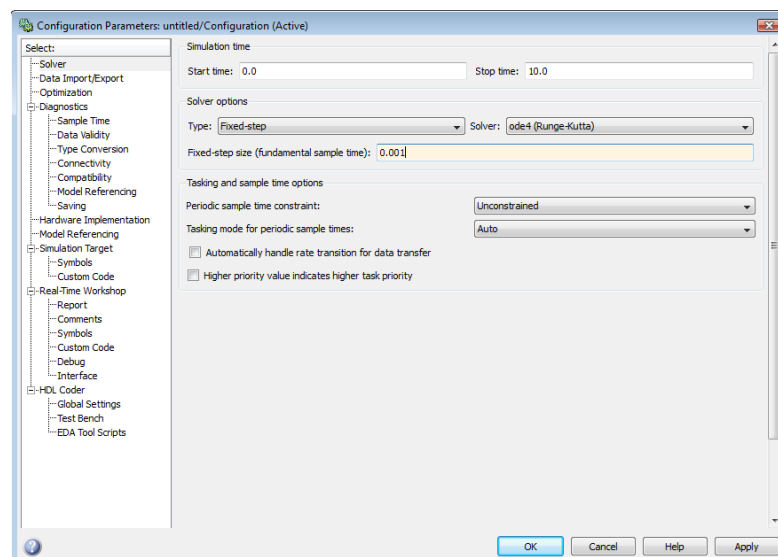 Configuration Parameters: untitled/Configuration (Active)
Select:
Solver
Data Import/Export
Optimization
Diagnostics
Sample Time
Data Validity
Type Conversion
Connectivity
Compatibility
Model Referencing
Saving
Hardware Implementation
Model Referencing
Simulation Target
Symbols
Custom Code
Real-Time Workshop
Report
Comments
Symbols
Custom Code
Debug
Interface
HDL Coder
Global Settings
Test Bench
EDA Tool Scripts
Simulation time
Start time: 0.0 Stop time: 10.0
Solver options
Type: Fixed-step Solver: ode4 (Runge-Kutta)
Fixed-step size (fundamental sample time): 0.001
Tasking and sample time options
Periodic sample time constraint: Unconstrained
Tasking mode for periodic sample times: Auto
Automatically handle rate transition for data transfer
Higher priority value indicates higher task priority
OK Cancel Help Apply